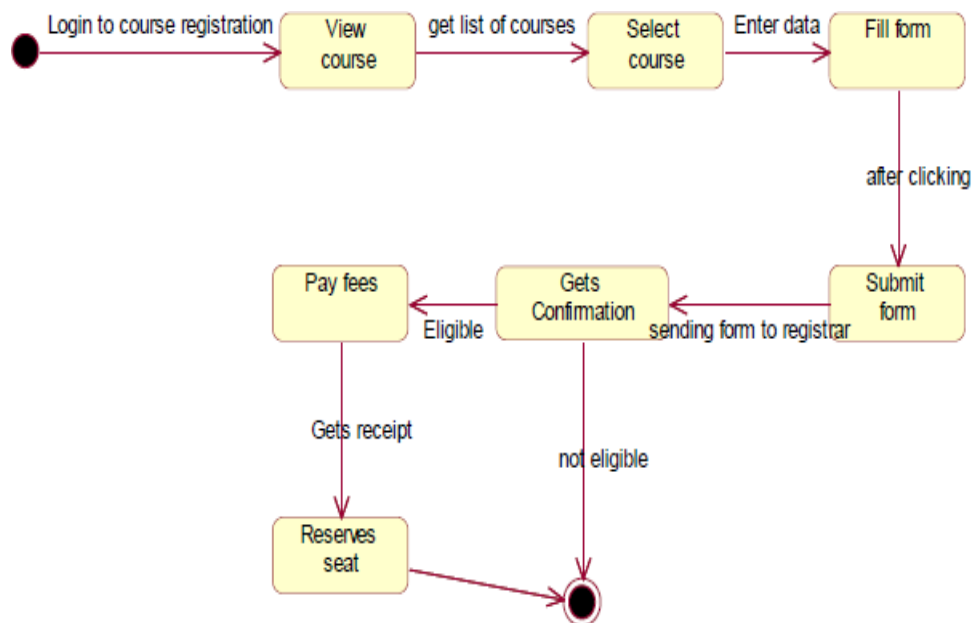 Login to course registration
View
course
get list of courses
Select
course
Enter data
Fill form
after clicking
Submit
form
sending form to registrar
Gets
Confirmation
Eligible
Pay fees
Gets receipt
not eligible
Reserves
seat